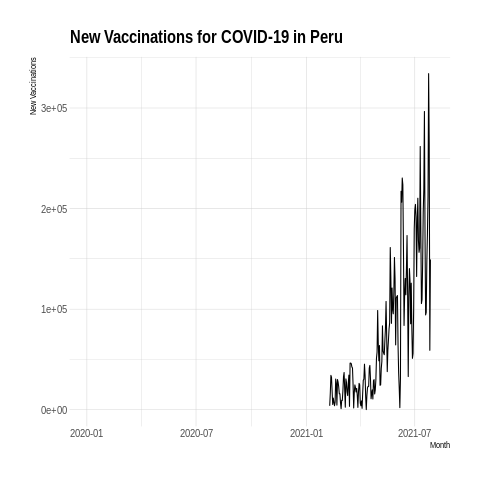 New Vaccinations for COVID-19 in Peru
New Vaccinations
3e+05
2e+05
1e+05
0e+00
2020-01 2020-07 2021-01 2021-07
Month